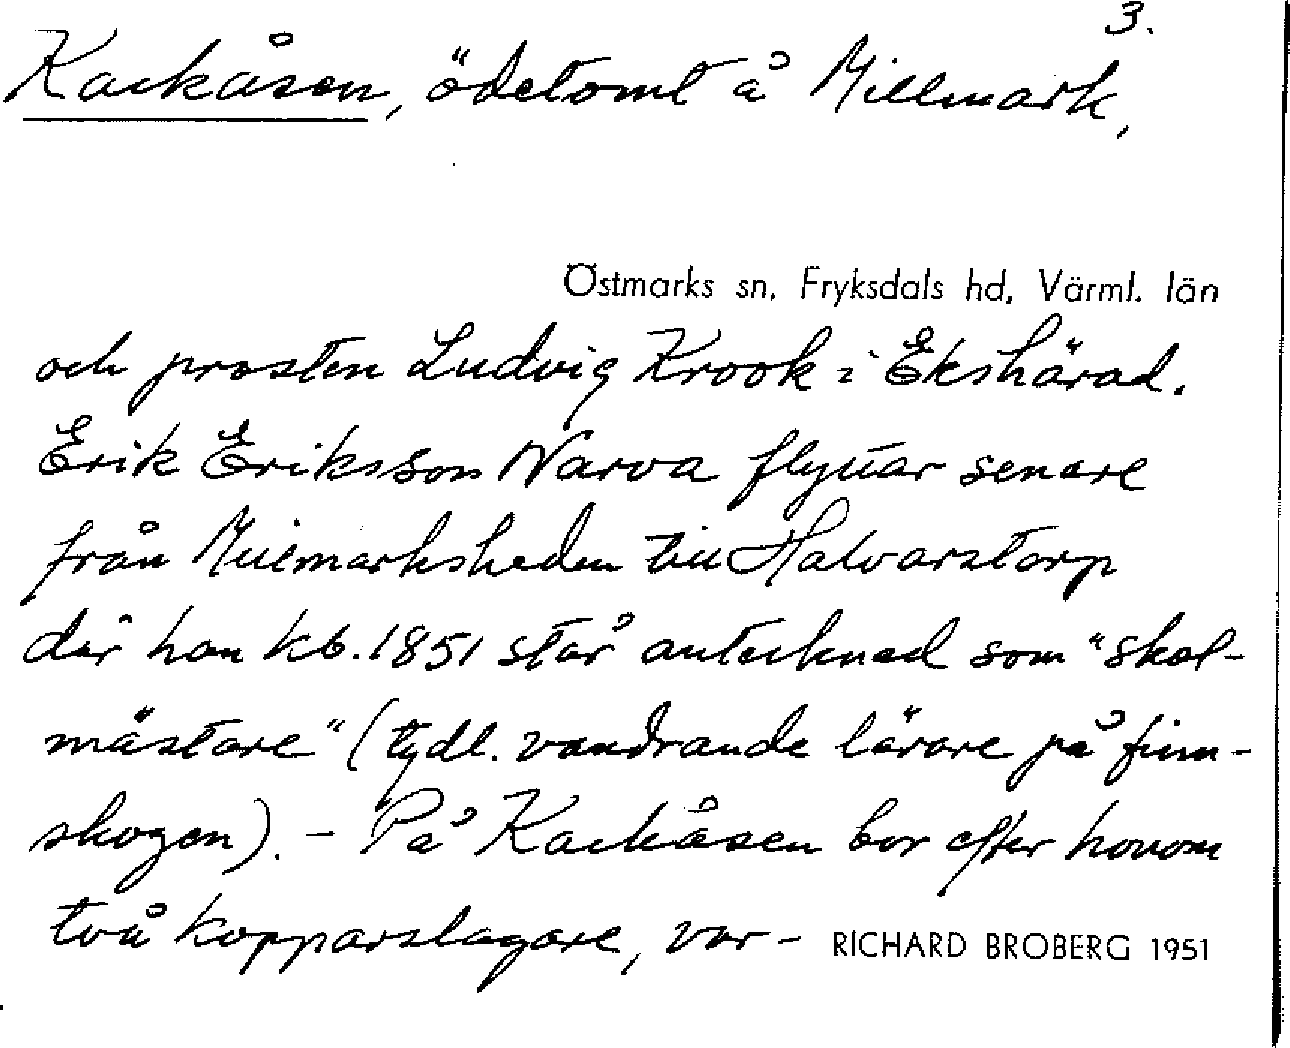 3.
Kackåsen, ödetomt å Millmark,
Östmarks sn, Fryksdals hd, Värml. län
och prosten Ludvig Krook i Ekshärad.
Erik Eriksson Narva flyttar senare
från Millmarksheden till Halvarstorp
där han kb. 1851 står antecknad som "skol-
mästare" (tydl. vandrande lärare på finn-
skogen). - På Kackåsen bor efter honom
två kopparslagare, var-
RICHARD BROBERG 1951